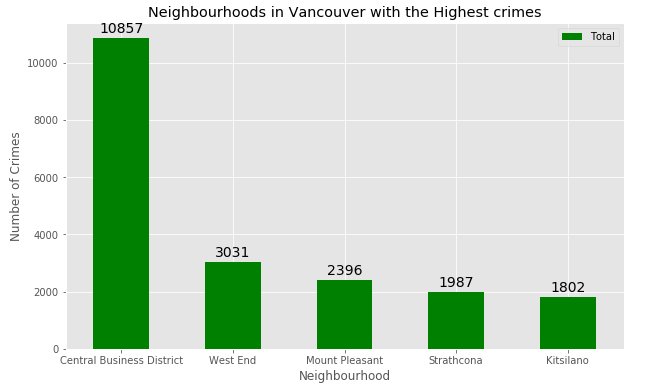 Neighbourhoods in Vancouver with the Highest crimes
Total
10857
3031
2396
1987
1802
Number of Crimes
10000
8000
6000
4000
2000
0
Central Business District
West End
Mount Pleasant
Strathcona
Kitsilano
Neighbourhood